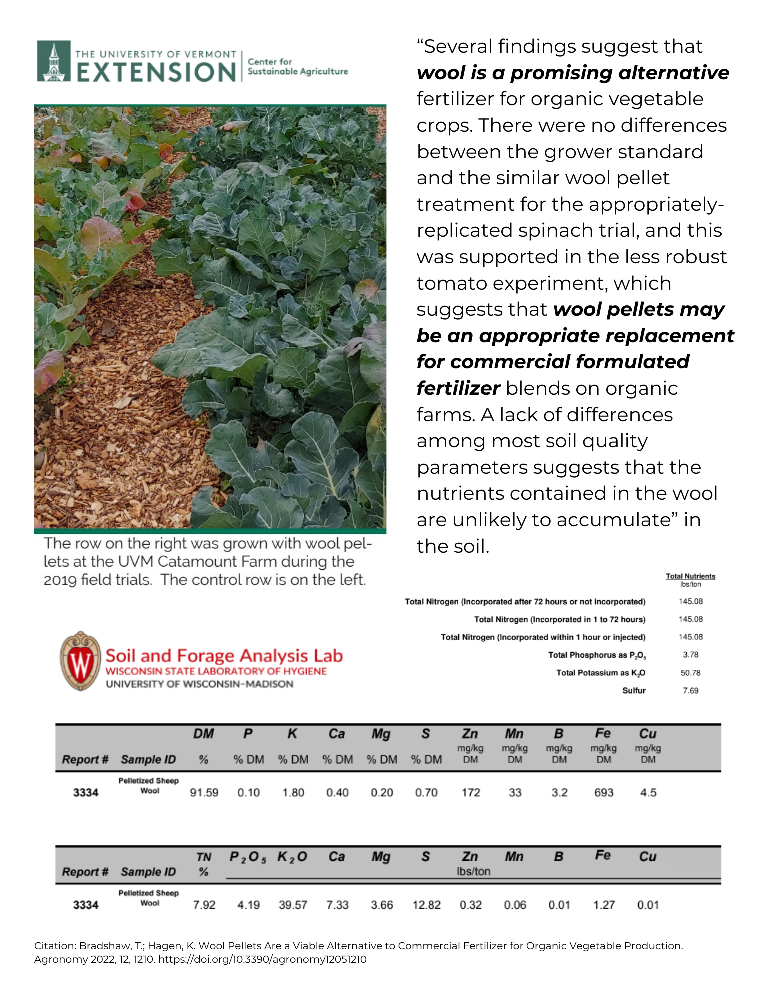 THE UNIVERSITY OF VERMONT
EXTENSION
Center for
Sustainable Agriculture
The row on the right was grown with wool pel-
lets at the UVM Catamount Farm during the
2019 field trials. The control row is on the left.
“Several findings suggest that
wool is a promising alternative
fertilizer for organic vegetable
crops. There were no differences
between the grower standard
and the similar wool pellet
treatment for the appropriately-
replicated spinach trial, and this
was supported in the less robust
tomato experiment, which
suggests that wool pellets may
be an appropriate replacement
for commercial formulated
fertilizer blends on organic
farms. A lack of differences
among most soil quality
parameters suggests that the
nutrients contained in the wool
are unlikely to accumulate” in
the soil.
Total Nutrients
lbs/ton
Total Nitrogen (Incorporated after 72 hours or not incorporated) 145.08
Total Nitrogen (Incorporated in 1 to 72 hours) 145.08
Total Nitrogen (Incorporated within 1 hour or injected) 145.08
Total Phosphorus as P₂O₅ 3.78
Total Potassium as K₂O 50.78
Sulfur 7.69
W
Soil and Forage Analysis Lab
WISCONSIN STATE LABORATORY OF HYGIENE
UNIVERSITY OF WISCONSIN–MADISON
DM P K Ca Mg S Zn Mn B Fe Cu
mg/kg mg/kg mg/kg mg/kg mg/kg
Report # Sample ID % % DM % DM % DM % DM % DM DM DM DM DM DM
Pelletized Sheep
3334 Wool 91.59 0.10 1.80 0.40 0.20 0.70 172 33 3.2 693 4.5
TN P₂O₅ K₂O Ca Mg S Zn Mn B Fe Cu
Report # Sample ID % lbs/ton
Pelletized Sheep
3334 Wool 7.92 4.19 39.57 7.33 3.66 12.82 0.32 0.06 0.01 1.27 0.01
Citation: Bradshaw, T.; Hagen, K. Wool Pellets Are a Viable Alternative to Commercial Fertilizer for Organic Vegetable Production.
Agronomy 2022, 12, 1210. https://doi.org/10.3390/agronomy12051210